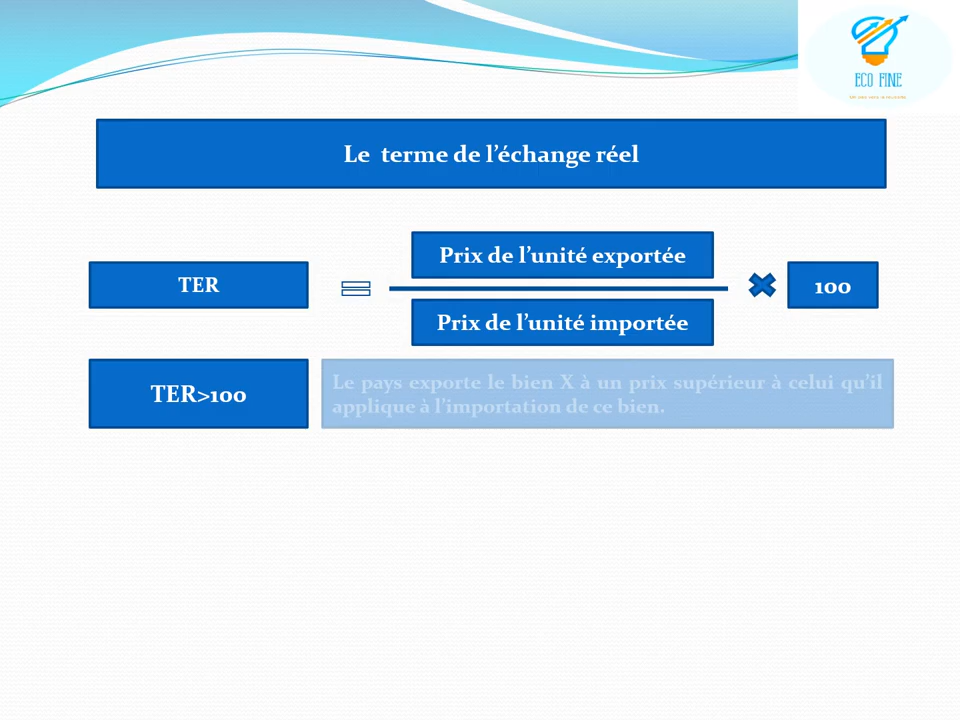 ECO FINE
Le terme de l’échange réel
Prix de l’unité exportée
TER
100
Prix de l’unité importée
TER>100
Le pays exporte le bien X à un prix supérieur à celui qu’il
applique à l’importation de ce bien.